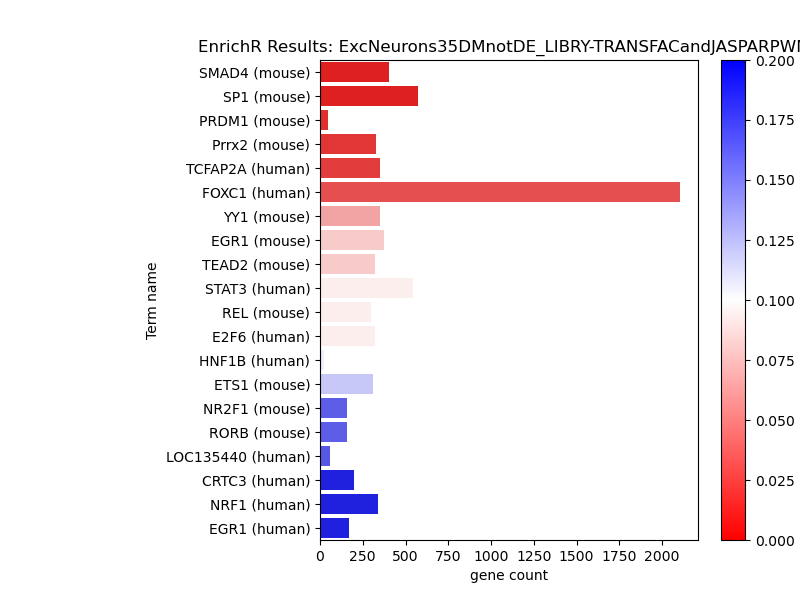 EnrichR Results: ExcNeurons35DMnotDE_LIBRY-TRANSFACandJASPARPW
SMAD4 (mouse)
SP1 (mouse)
PRDM1 (mouse)
Prrx2 (mouse)
TCFAP2A (human)
FOXC1 (human)
YY1 (mouse)
EGR1 (mouse)
TEAD2 (mouse)
STAT3 (human)
REL (mouse)
E2F6 (human)
HNF1B (human)
ETS1 (mouse)
NR2F1 (mouse)
RORB (mouse)
LOC135440 (human)
CRTC3 (human)
NRF1 (human)
EGR1 (human)
Term name
0 250 500 750 1000 1250 1500 1750 2000
gene count
0.200
0.175
0.150
0.125
0.100
0.075
0.050
0.025
0.000